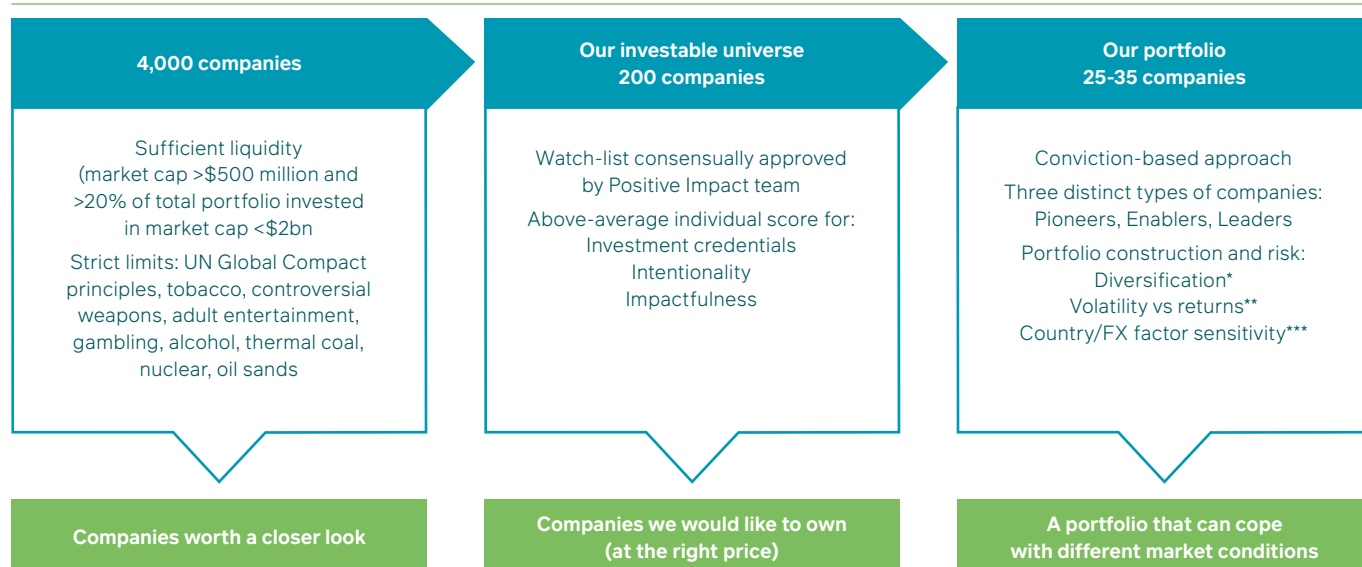 4,000 companies
Sufficient liquidity
(market cap >$500 million and
>20% of total portfolio invested
in market cap <$2bn
Strict limits: UN Global Compact
principles, tobacco, controversial
weapons, adult entertainment,
gambling, alcohol, thermal coal,
nuclear, oil sands
Companies worth a closer look
Our investable universe
200 companies
Watch-list consensually approved
by Positive Impact team
Above-average individual score for:
Investment credentials
Intentionality
Impactfulness
Companies we would like to own
(at the right price)
Our portfolio
25-35 companies
Conviction-based approach
Three distinct types of companies:
Pioneers, Enablers, Leaders
Portfolio construction and risk:
Diversification*
Volatility vs returns**
Country/FX factor sensitivity***
A portfolio that can cope
with different market conditions